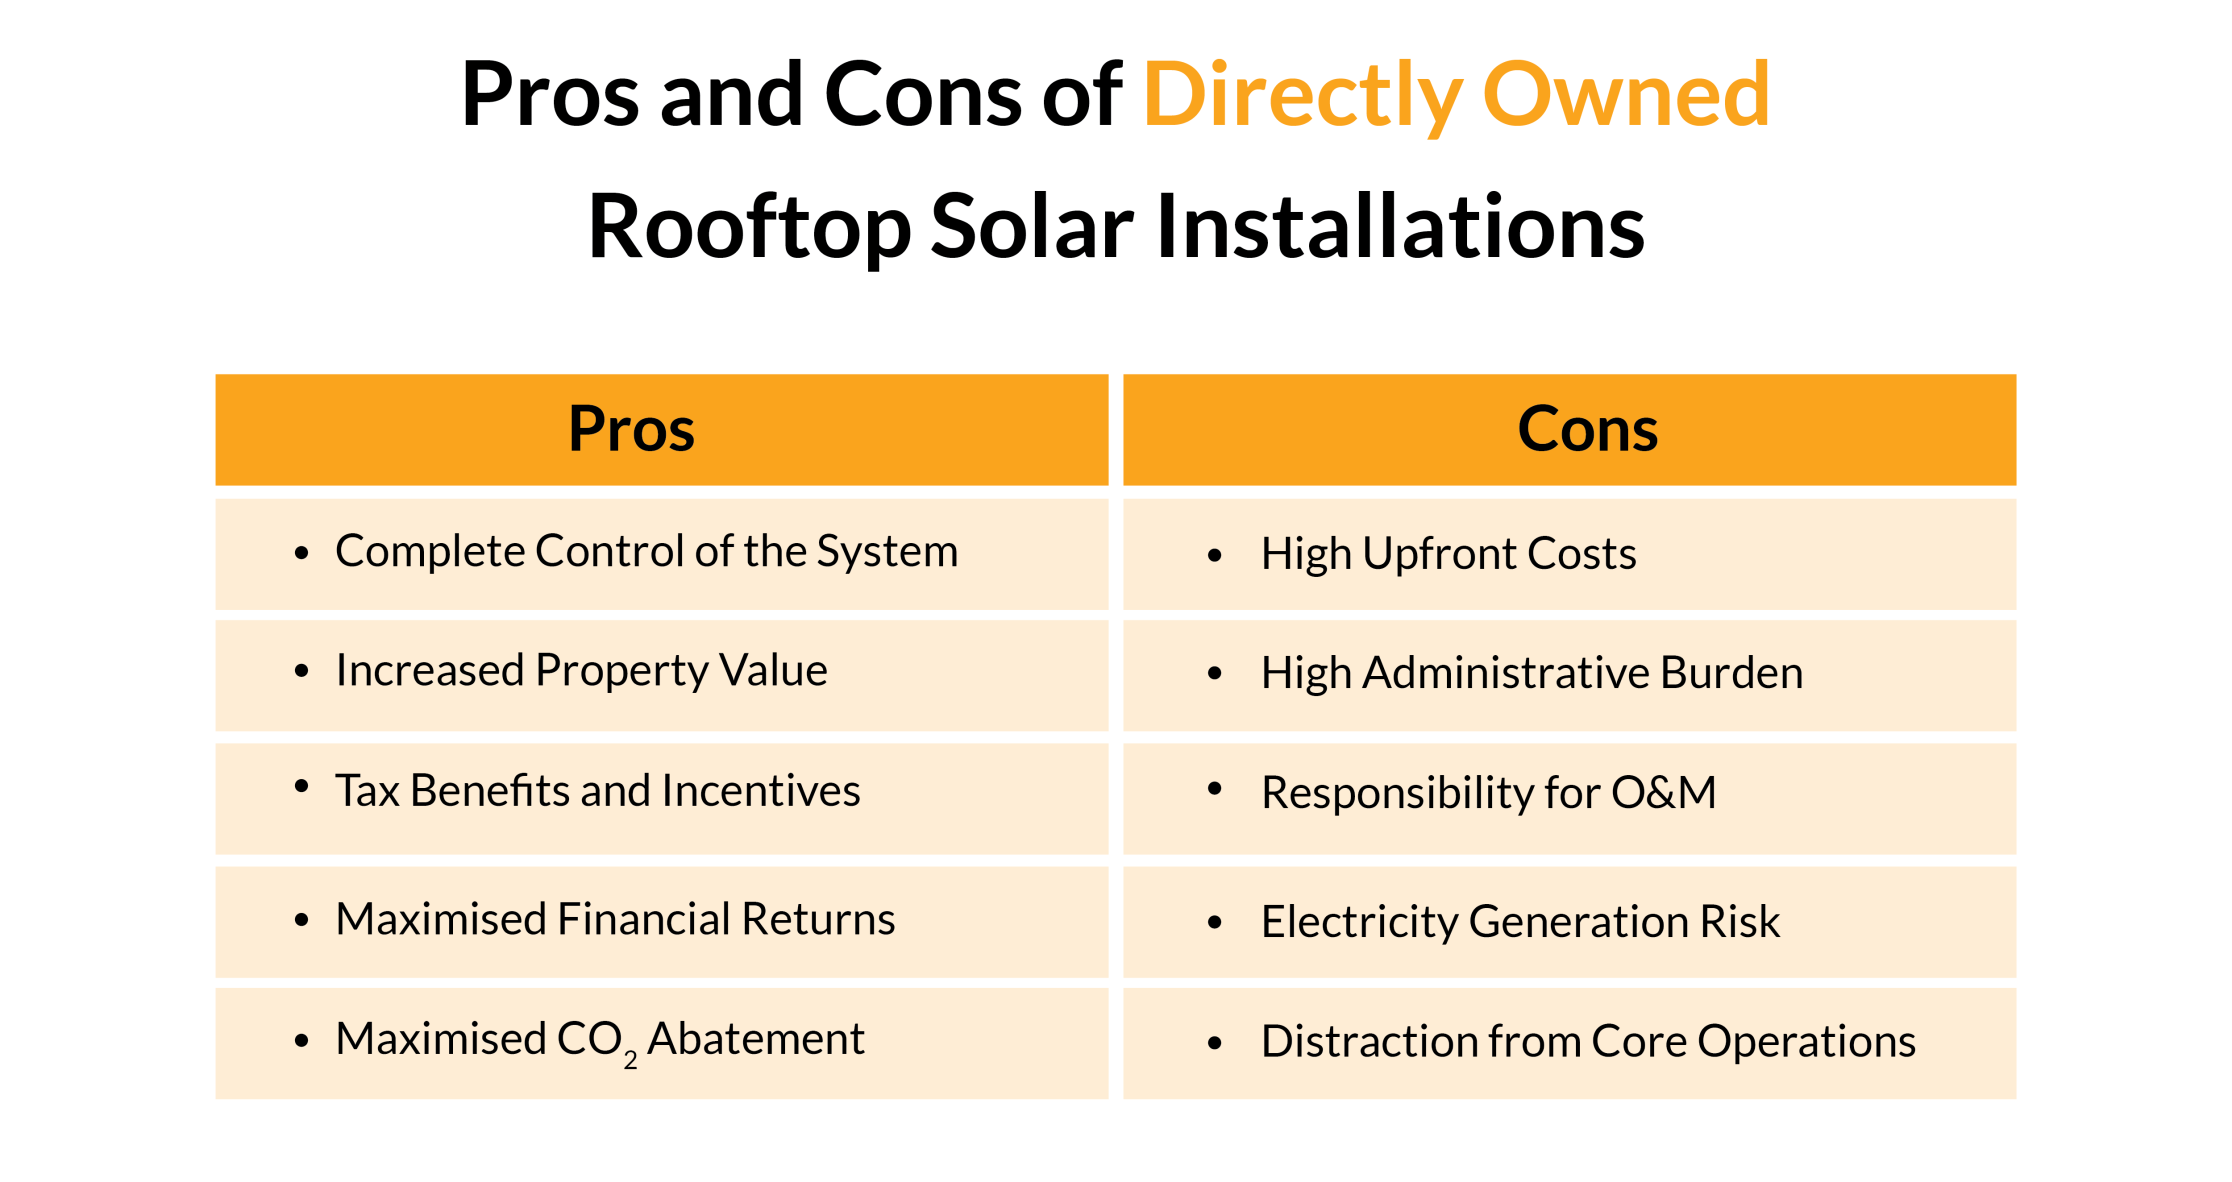 Pros and Cons of Directly Owned
Rooftop Solar Installations
Pros
Cons
• Complete Control of the System
• High Upfront Costs
• Increased Property Value
• High Administrative Burden
• Tax Benefits and Incentives
• Responsibility for O&M
• Maximised Financial Returns
• Electricity Generation Risk
• Maximised CO₂ Abatement
• Distraction from Core Operations